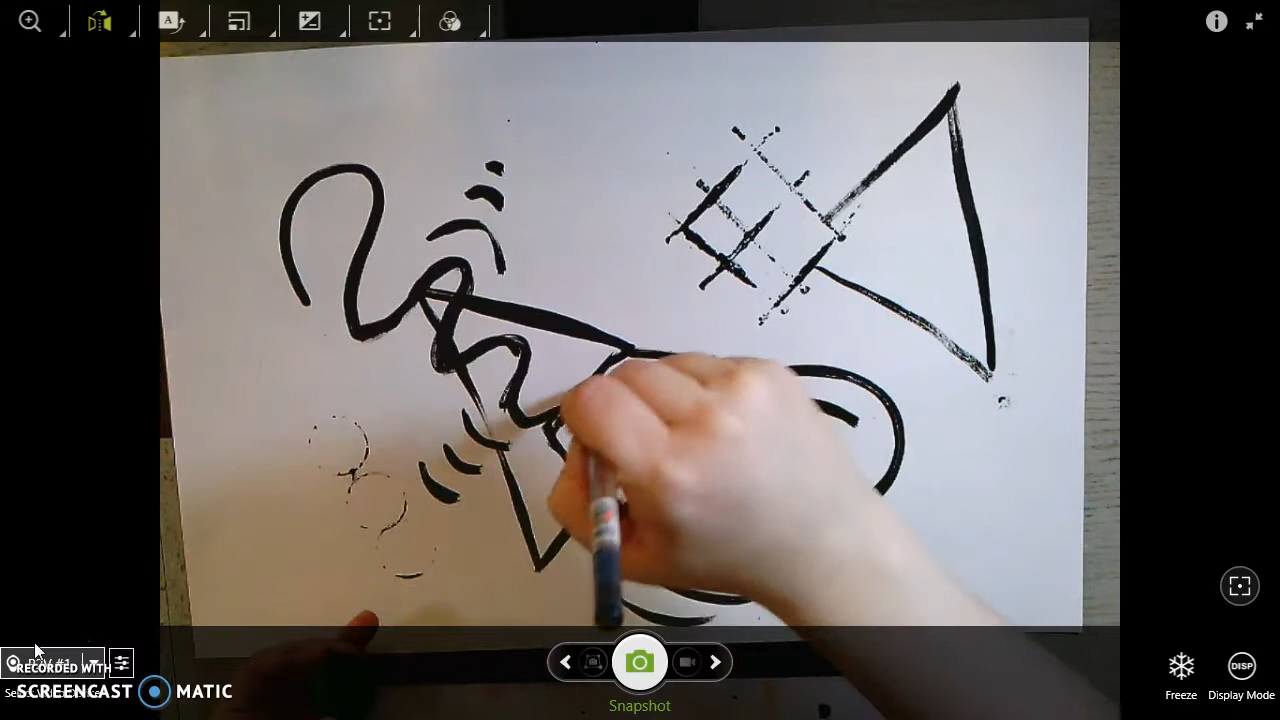 A
Snapshot
Freeze
DISP
Display Mode
RECORDED WITH
SCREENCAST MATIC